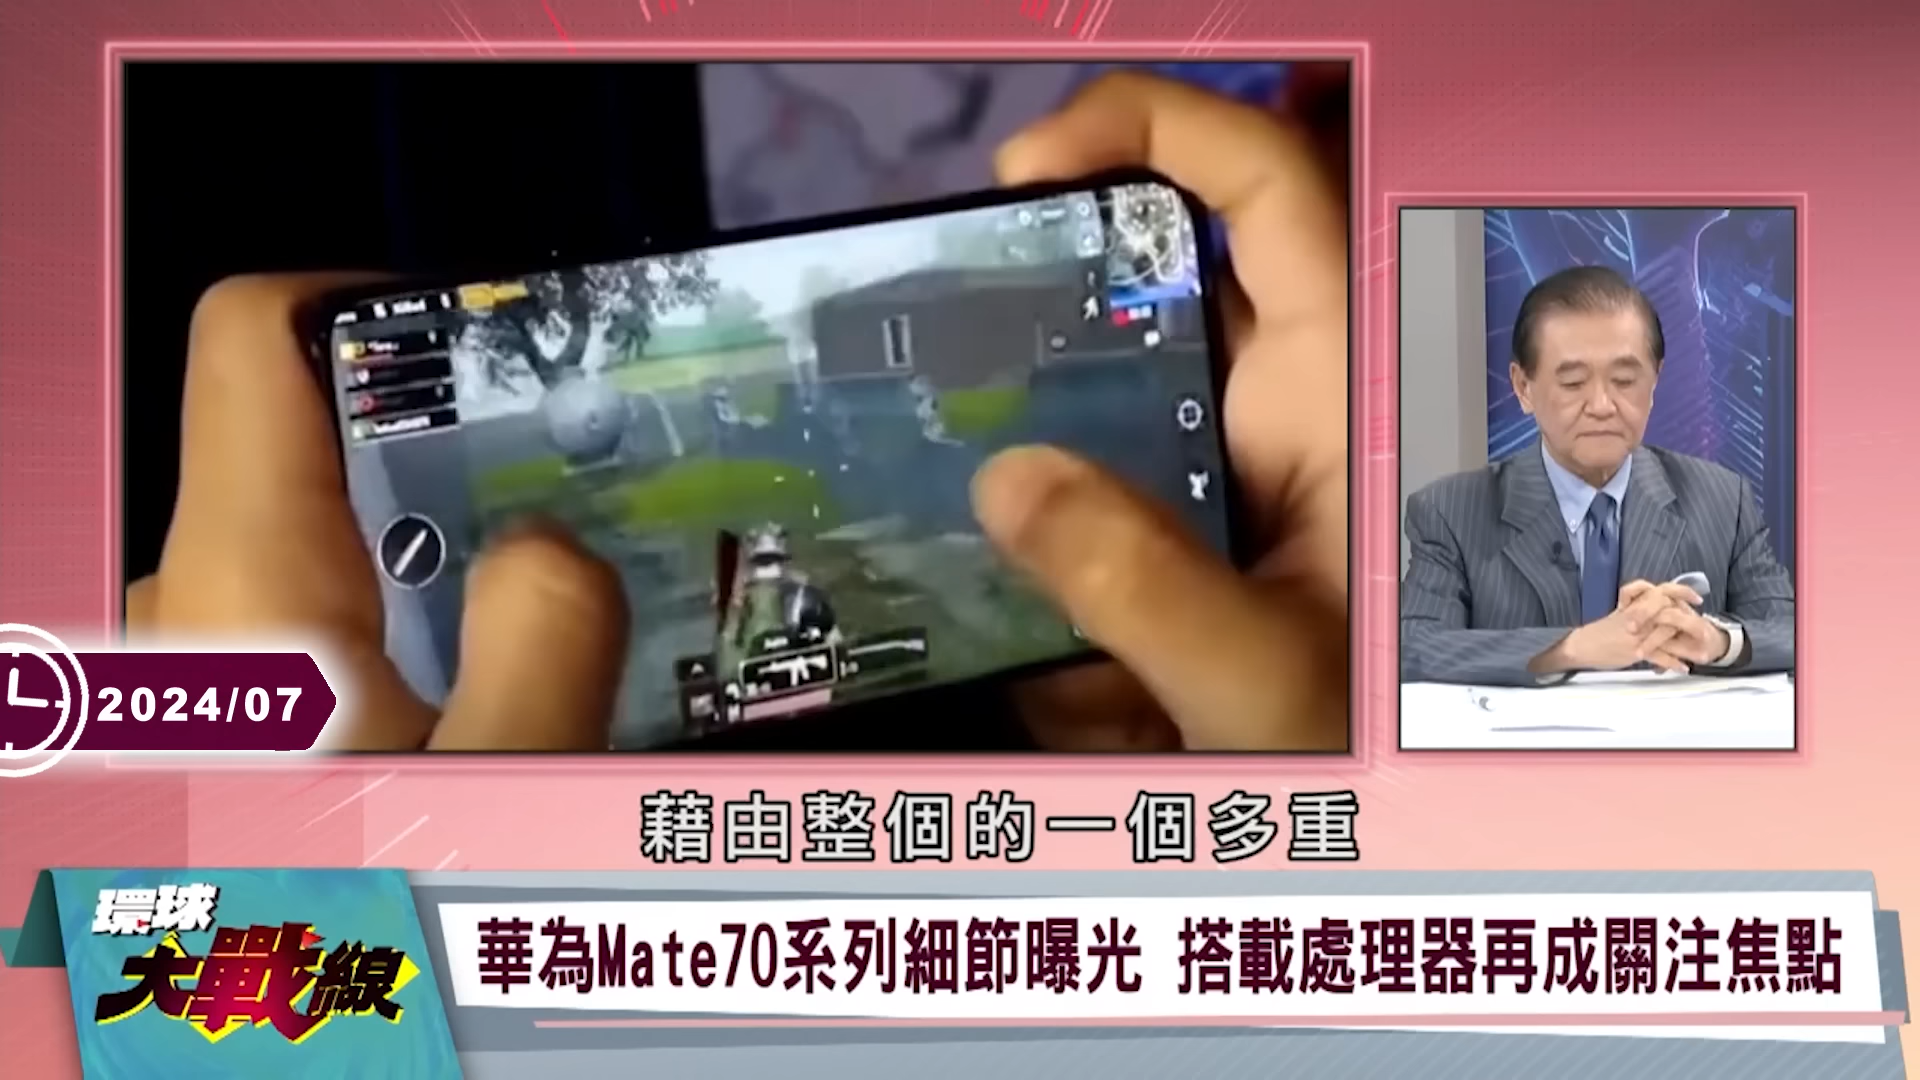 2024/07
藉由整個的一個多重
環球
大戰線
華為Mate70系列細節曝光 搭載處理器再成關注焦點